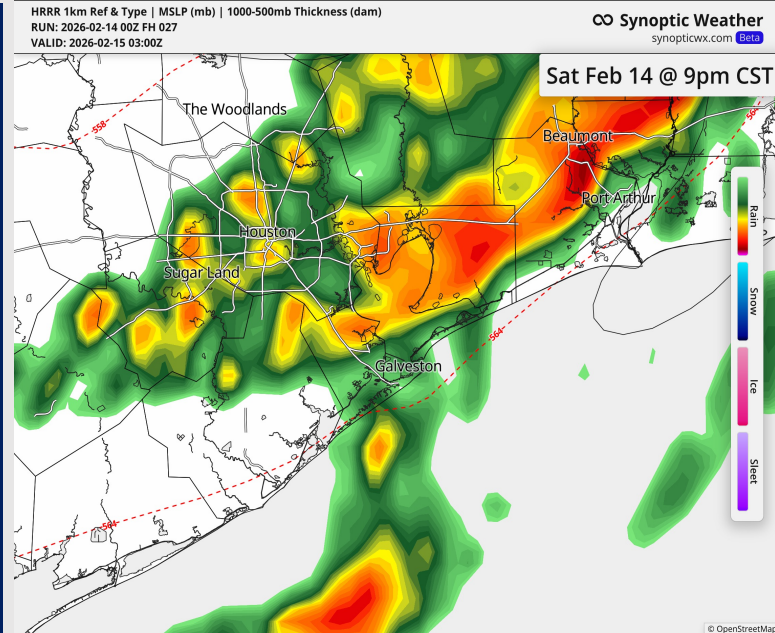 HRRR 1km Ref & Type | MSLP (mb) | 1000-500mb Thickness (dam)
RUN: 2026-02-14 00Z FH 027
VALID: 2026-02-15 03:00Z
Synoptic Weather
synopticwx.com Beta
Sat Feb 14 @ 9pm CST
The Woodlands
558
Beaumont
Port Arthur
Houston
Sugar Land
564
Galveston
564
Rain
Snow
Ice
Sleet
© OpenStreetMap